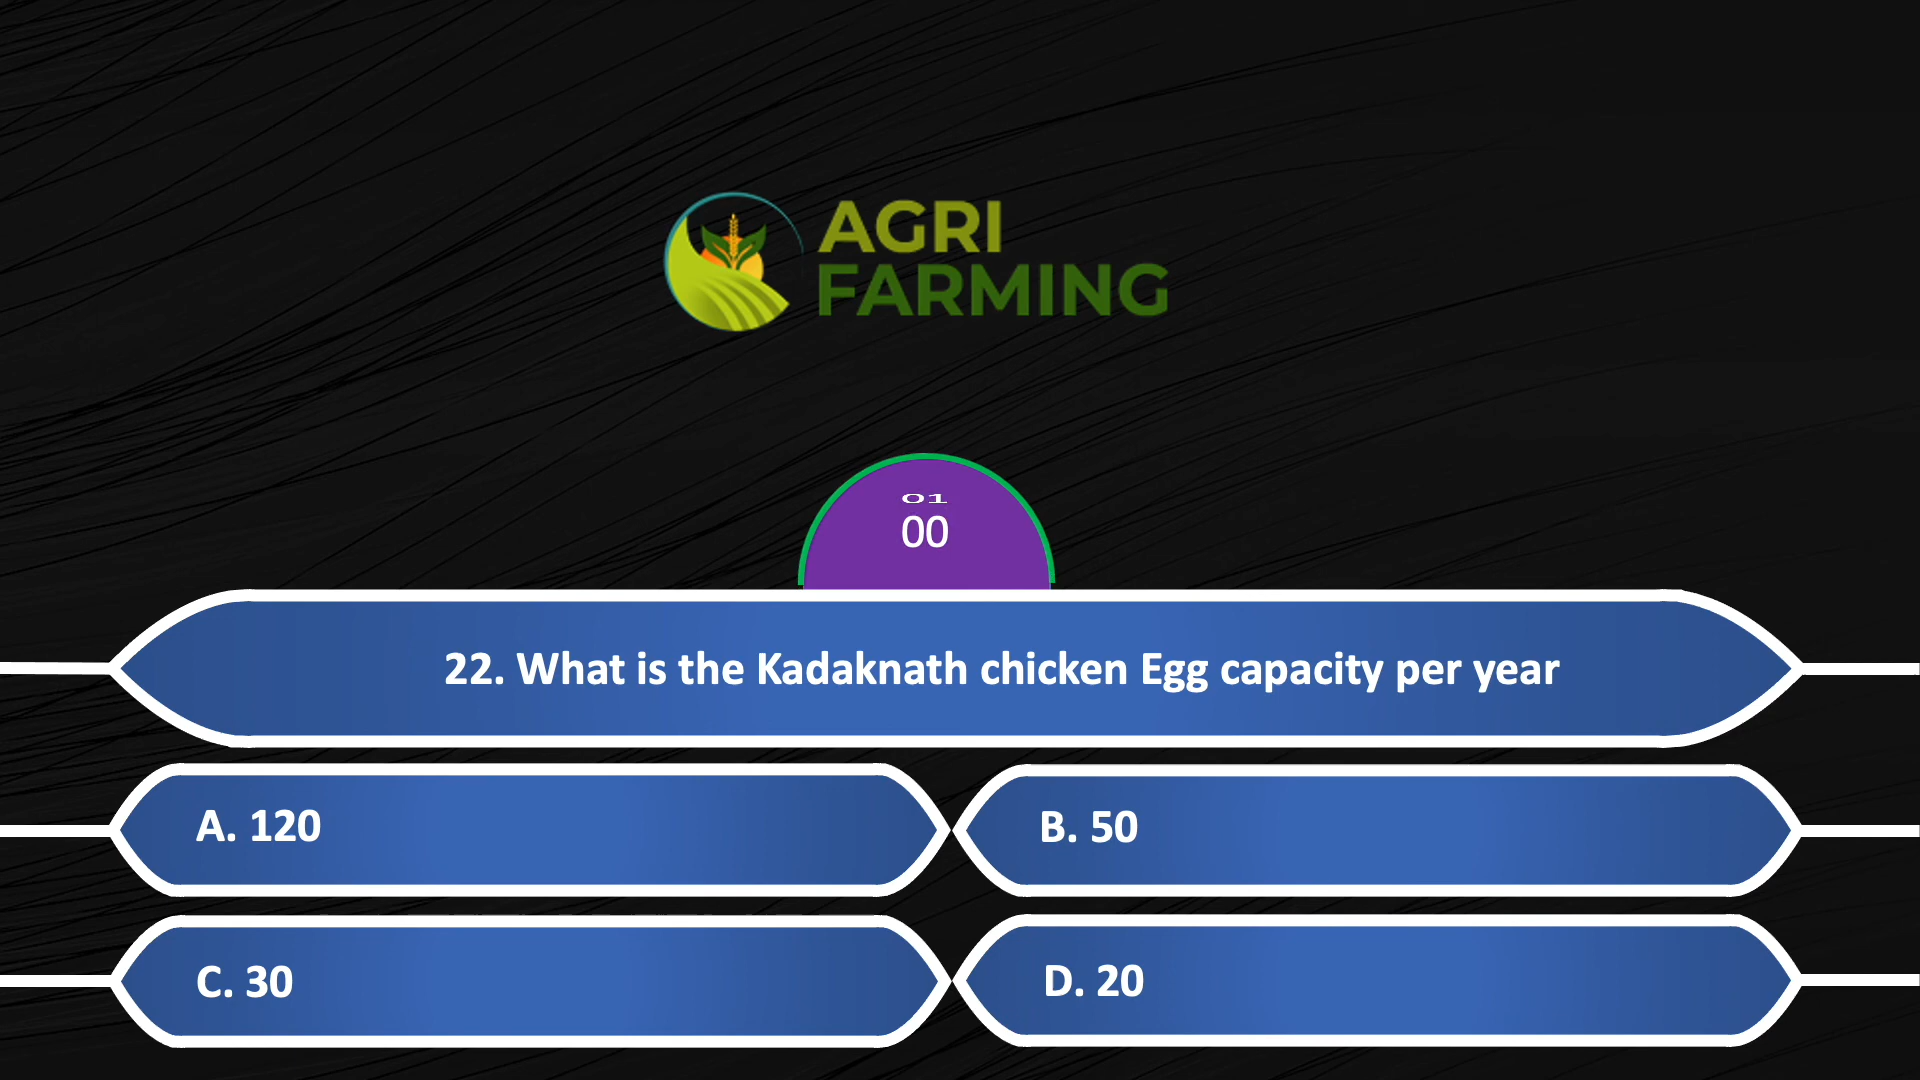 AGRI
FARMING
01
00
22. What is the Kadaknath chicken Egg capacity per year
A. 120
B. 50
C. 30
D. 20